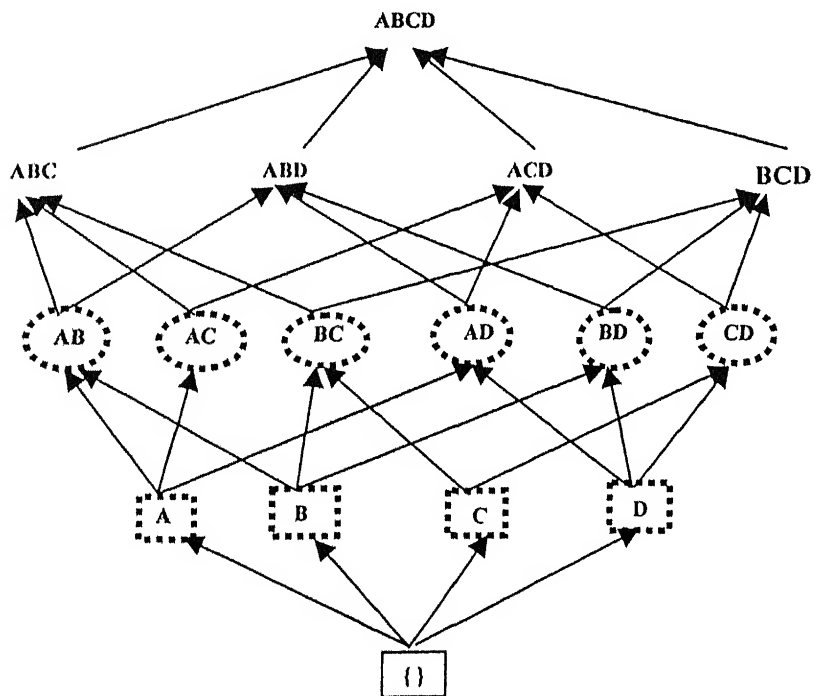 ABCD
ABC ABD ACD BCD
AB AC BC AD BD CD
A B C D
{ }